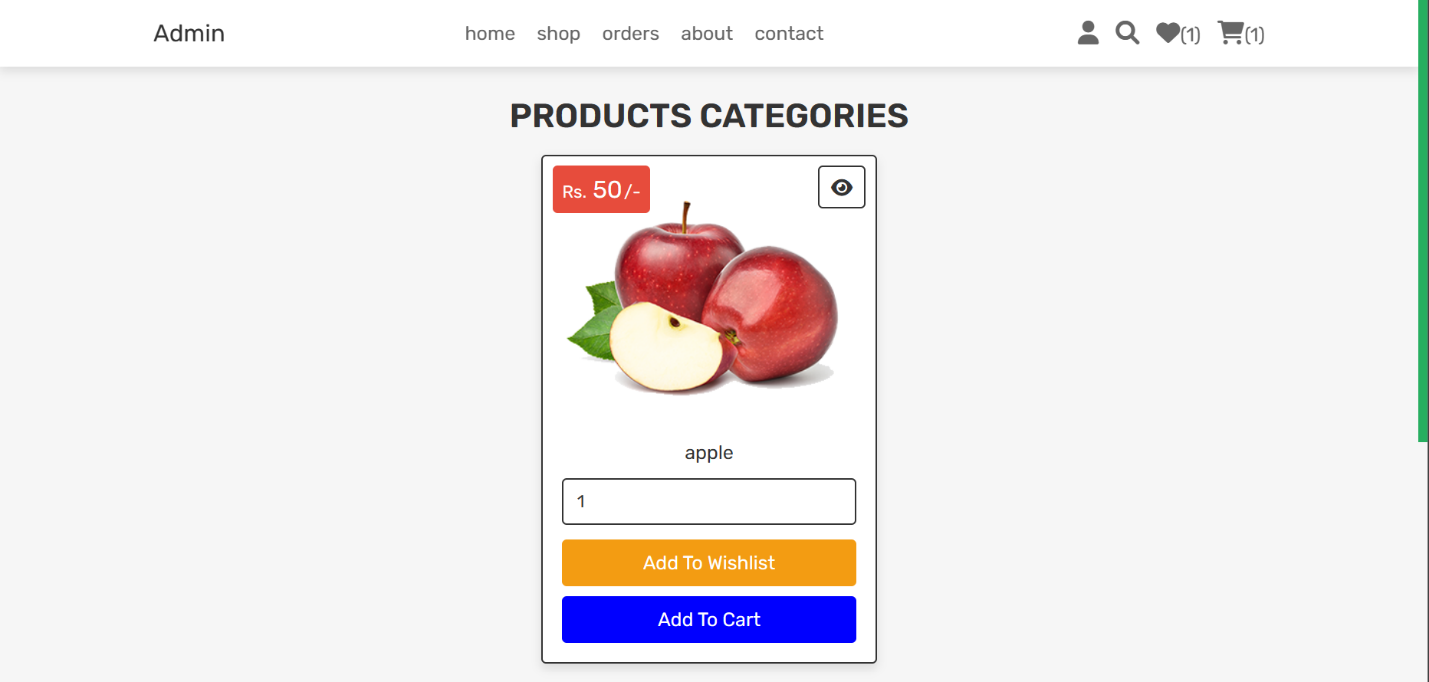 Admin
home shop orders about contact
(1) (1)
PRODUCTS CATEGORIES
Rs. 50/-
apple
1
Add To Wishlist
Add To Cart